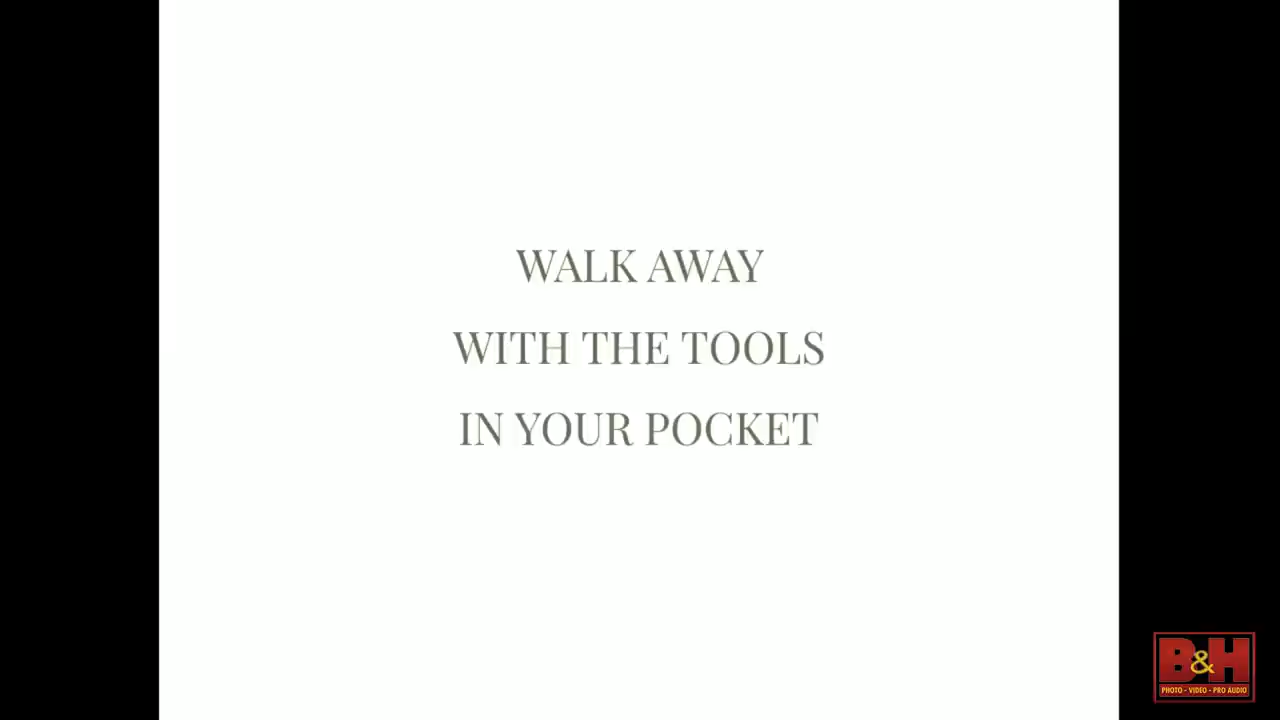 WALK AWAY
WITH THE TOOLS
IN YOUR POCKET
B&H
PHOTO - VIDEO - PRO AUDIO